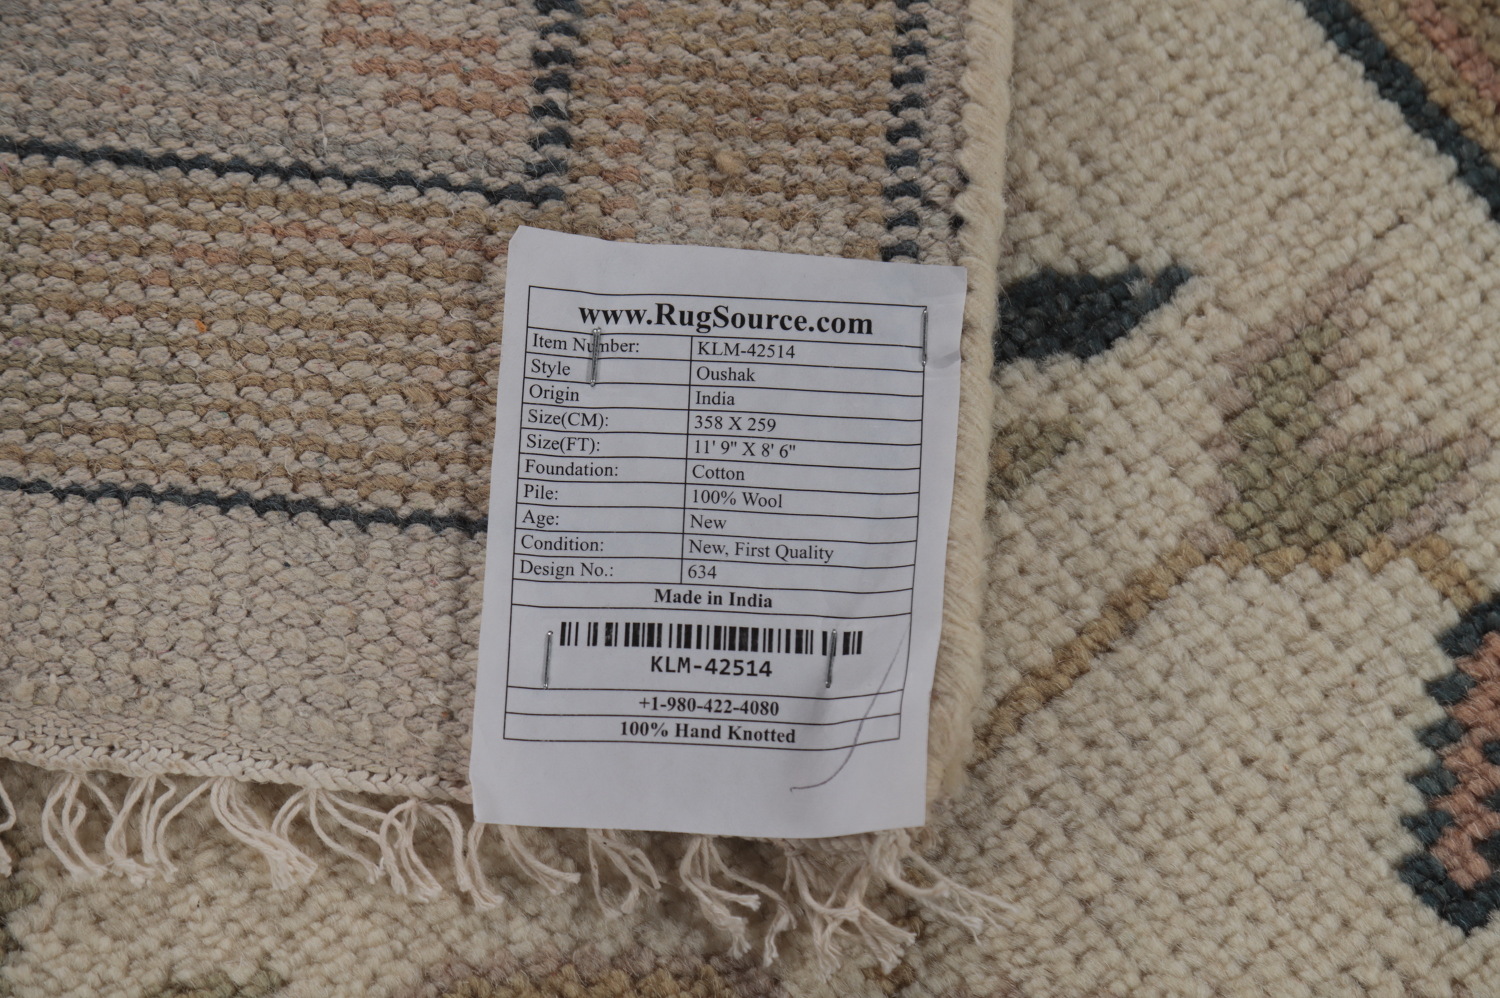 www.RugSource.com
Item Number: KLM-42514
Style Oushak
Origin India
Size(CM): 358 X 259
Size(FT): 11' 9" X 8' 6"
Foundation: Cotton
Pile: 100% Wool
Age: New
Condition: New, First Quality
Design No.: 634
Made in India
KLM-42514
+1-980-422-4080
100% Hand Knotted